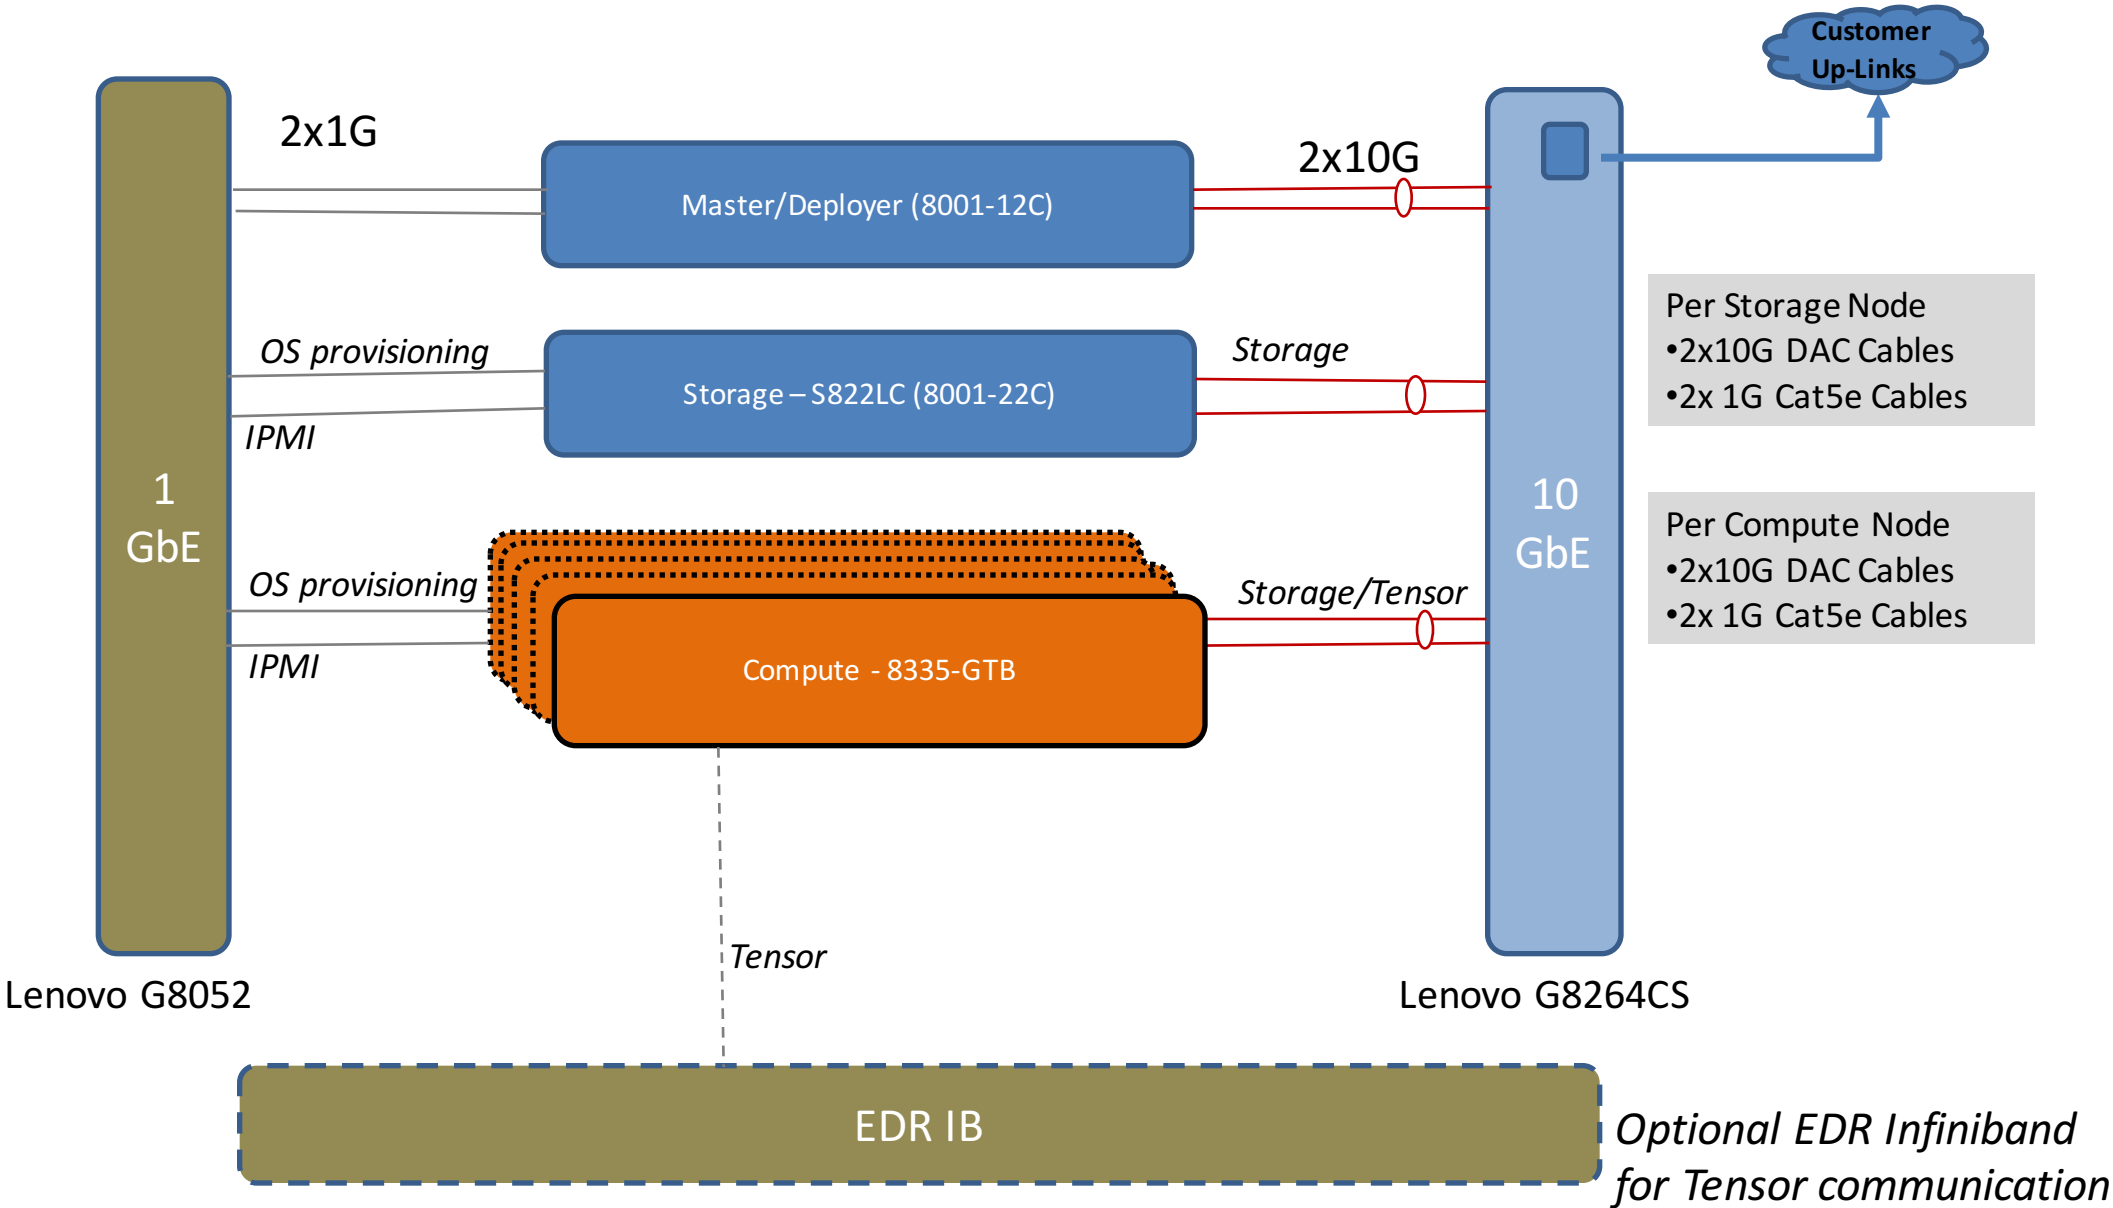 Customer
Up-Links
2x1G
2x10G
Master/Deployer (8001-12C)
Per Storage Node
•2x10G DAC Cables
•2x 1G Cat5e Cables
OS provisioning
Storage
Storage – S822LC (8001-22C)
IPMI
1
GbE
10
GbE
Per Compute Node
•2x10G DAC Cables
•2x 1G Cat5e Cables
OS provisioning
Storage/Tensor
IPMI
Compute - 8335-GTB
Tensor
Lenovo G8052
Lenovo G8264CS
EDR IB
Optional EDR Infiniband
for Tensor communication